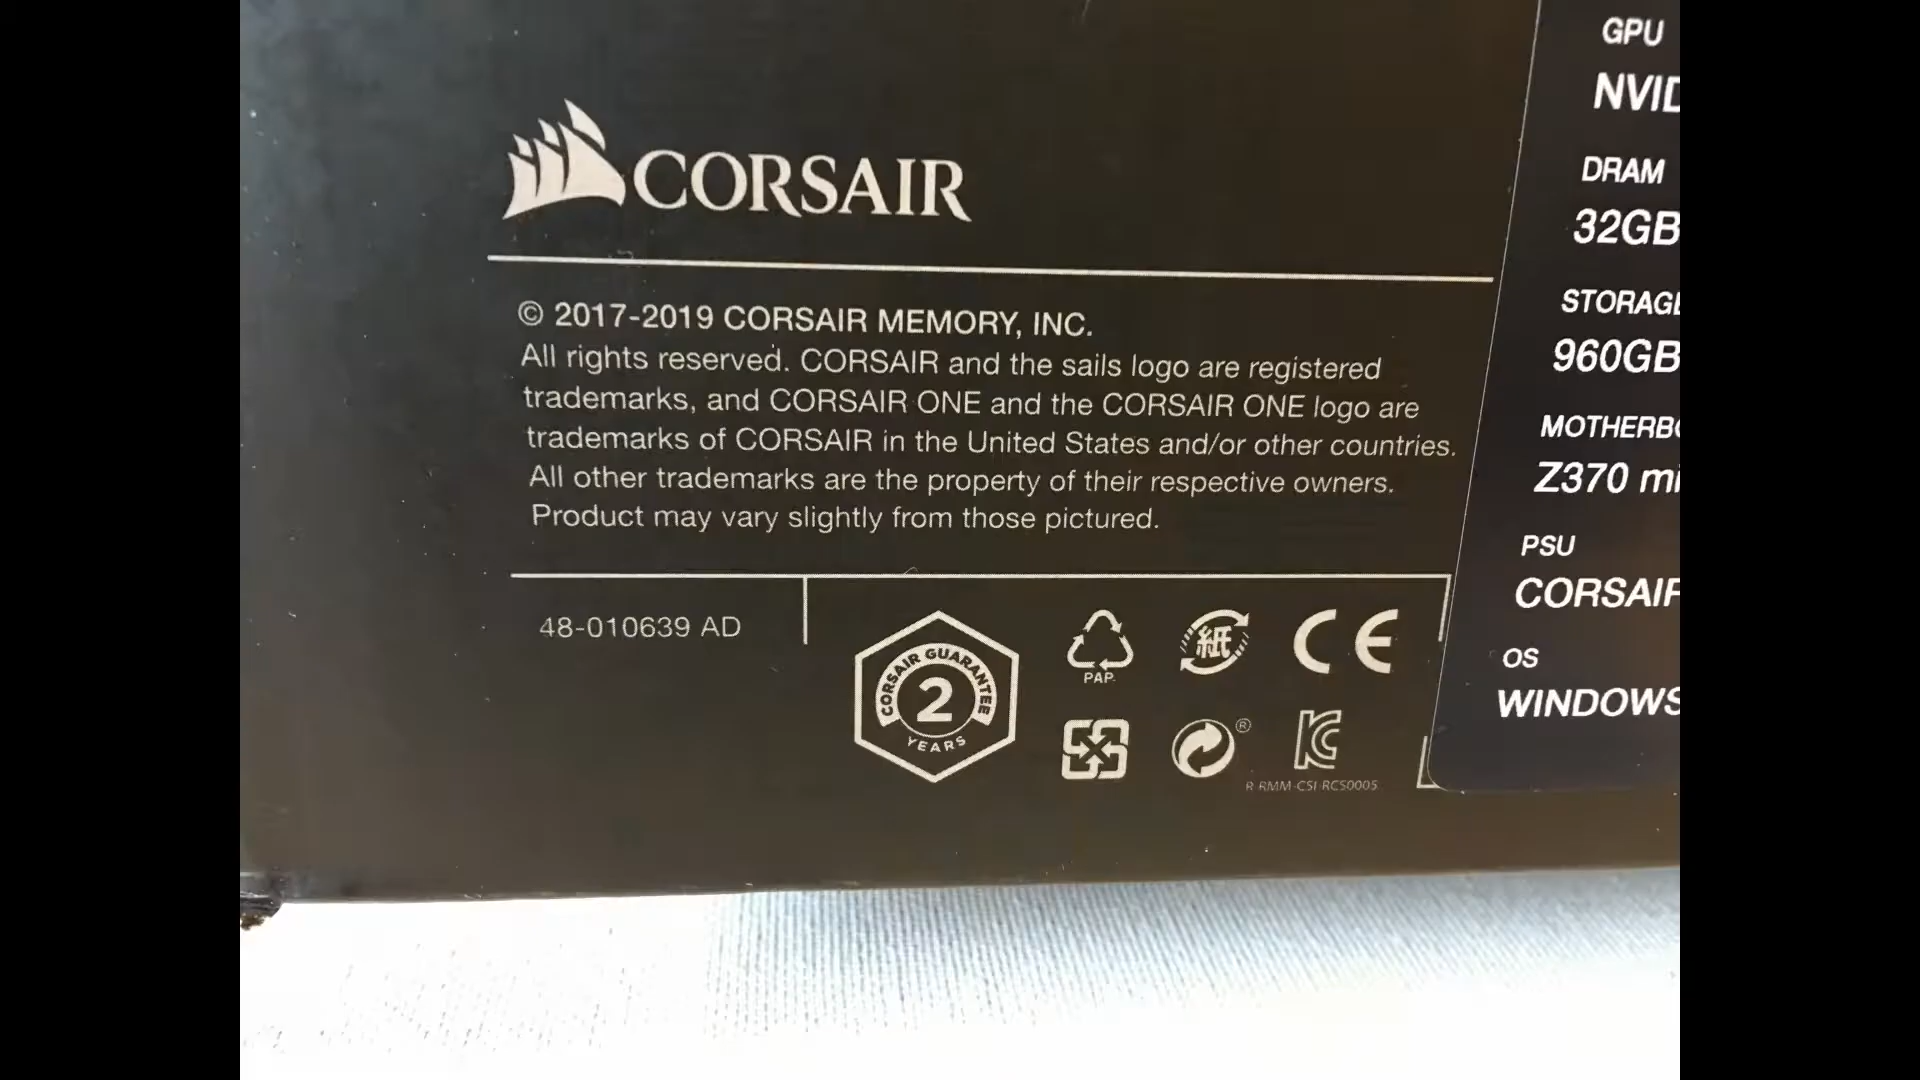 CORSAIR
© 2017-2019 CORSAIR MEMORY, INC.
All rights reserved. CORSAIR and the sails logo are registered
trademarks, and CORSAIR ONE and the CORSAIR ONE logo are
trademarks of CORSAIR in the United States and/or other countries.
All other trademarks are the property of their respective owners.
Product may vary slightly from those pictured.
48-010639 AD
CORSAIR GUARANTEE
2
YEARS
PAP
紙
CE
®
R-RMM-CSI-RCS0005
GPU
NVID
DRAM
32GB
STORAGE
960GB
MOTHERBO
Z370 mi
PSU
CORSAIR
OS
WINDOWS